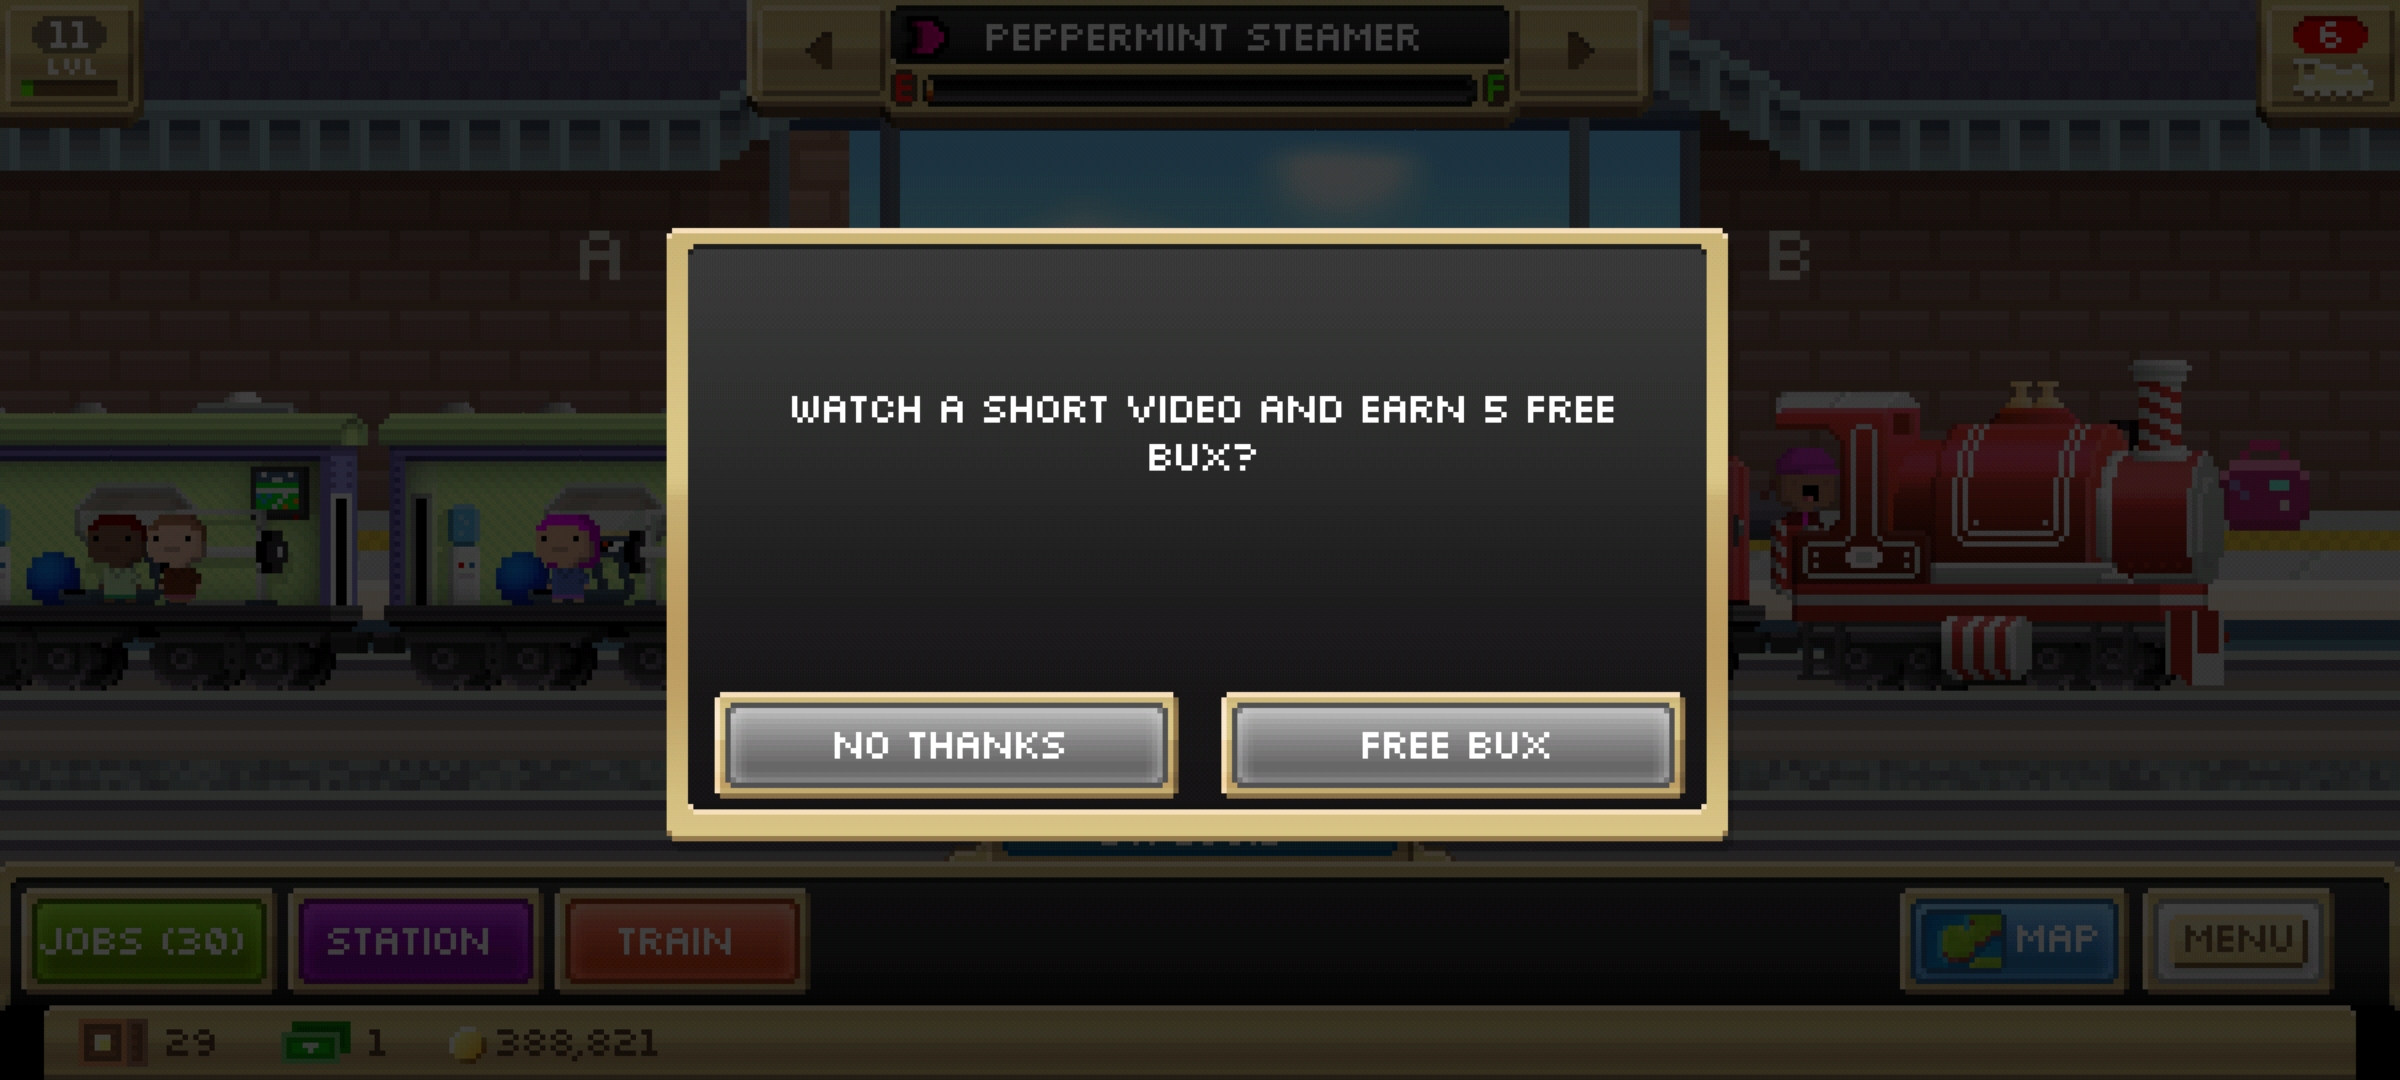 11
LVL
PEPPERMINT STEAMER
E F
6
A
B
WATCH A SHORT VIDEO AND EARN 5 FREE
BUX?
NO THANKS
FREE BUX
JOBS (30)
STATION
TRAIN
MAP
MENU
29
1
388,821